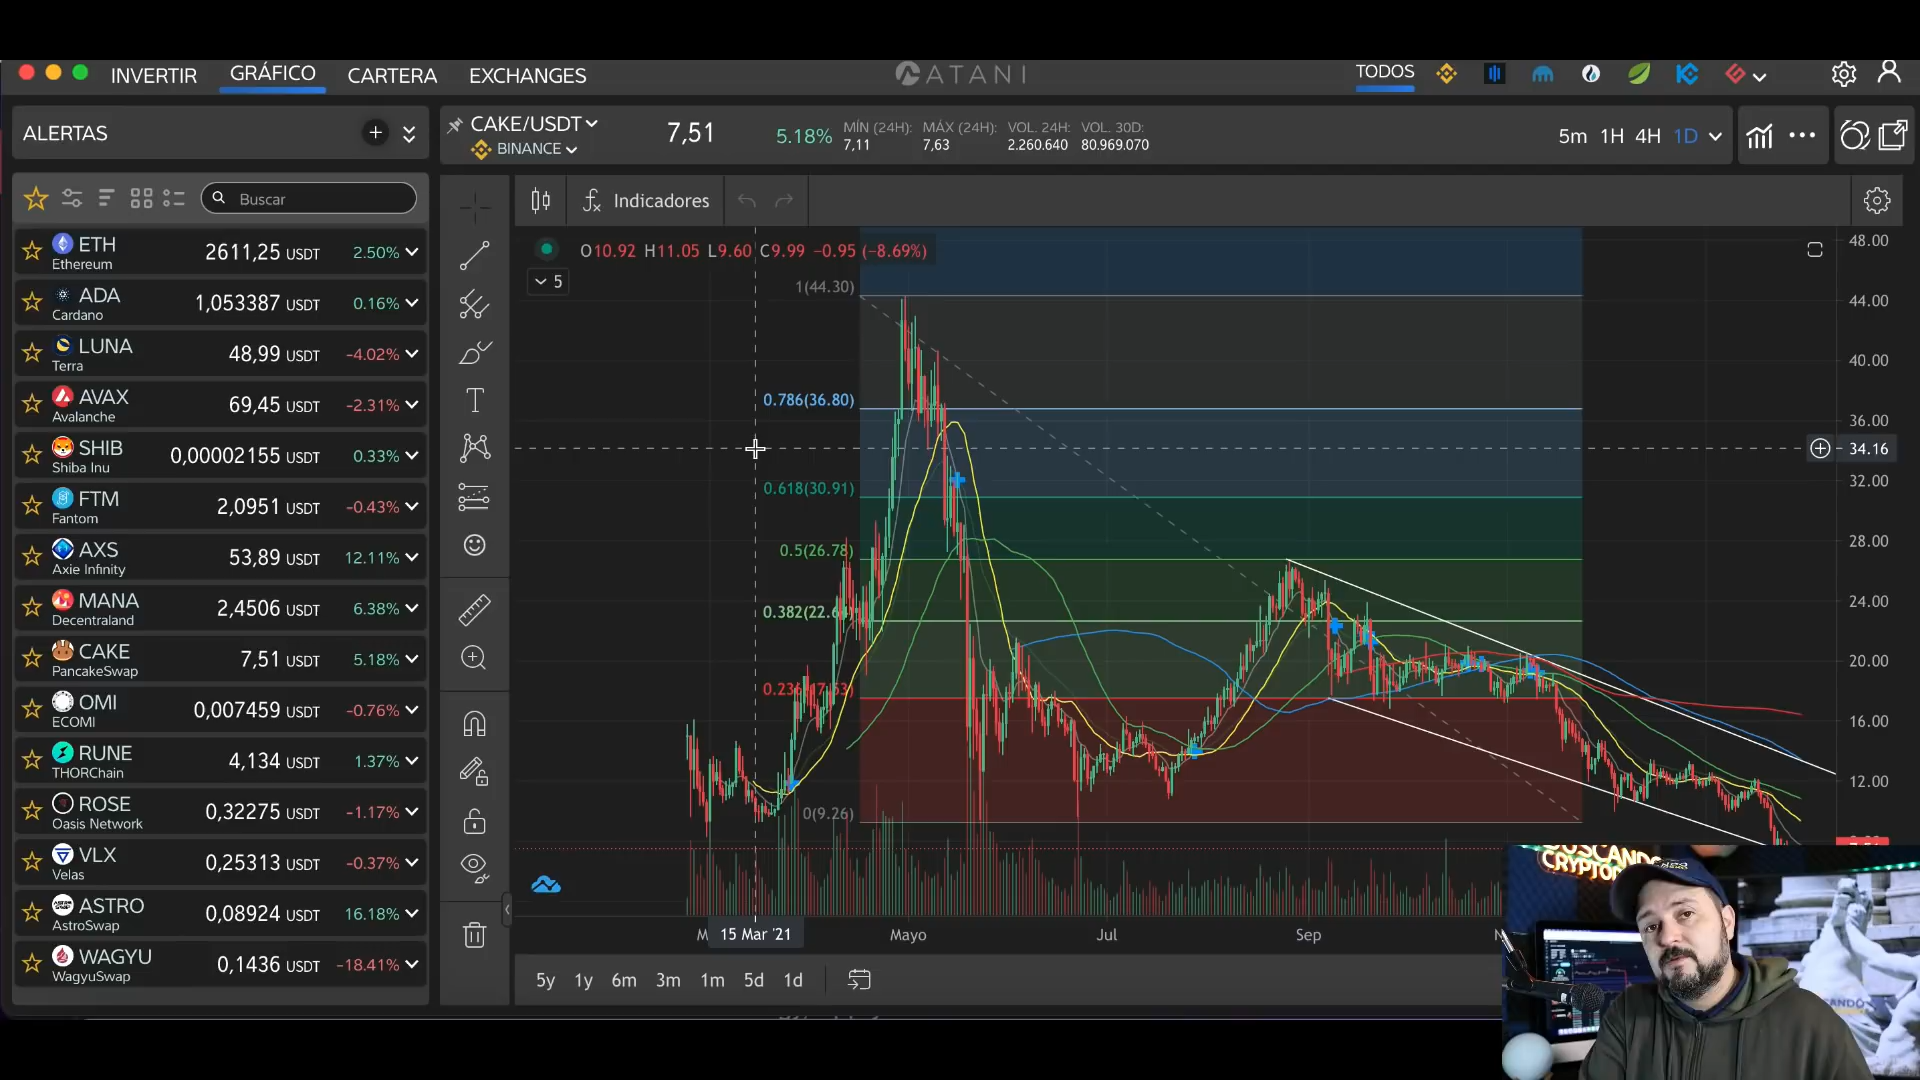 INVERTIR GRÁFICO CARTERA EXCHANGES
ATANI
TODOS
ALERTAS
CAKE/USDT
BINANCE
7,51
5.18%
MÍN (24H): MÁX (24H): VOL. 24H: VOL. 30D:
7,11 7,63 2.260.640 80.969.070
5m 1H 4H 1D
Buscar
Indicadores
ETH 2611,25 USDT 2.50%
Ethereum
ADA 1,053387 USDT 0.16%
Cardano
LUNA 48,99 USDT -4.02%
Terra
AVAX 69,45 USDT -2.31%
Avalanche
SHIB 0,00002155 USDT 0.33%
Shiba Inu
FTM 2,0951 USDT -0.43%
Fantom
AXS 53,89 USDT 12.11%
Axie Infinity
MANA 2,4506 USDT 6.38%
Decentraland
CAKE 7,51 USDT 5.18%
PancakeSwap
OMI 0,007459 USDT -0.76%
ECOMI
RUNE 4,134 USDT 1.37%
THORChain
ROSE 0,32275 USDT -1.17%
Oasis Network
VLX 0,25313 USDT -0.37%
Velas
ASTRO 0,08924 USDT 16.18%
AstroSwap
WAGYU 0,1436 USDT -18.41%
WagyuSwap
O10.92 H11.05 L9.60 C9.99 −0.95 (−8.69%)
5
1(44.30)
0.786(36.80)
0.618(30.91)
0.5(26.78)
0(9.26)
48.00
44.00
40.00
36.00
34.16
32.00
28.00
24.00
20.00
16.00
12.00
15 Mar '21 Mayo Jul Sep
5y 1y 6m 3m 1m 5d 1d